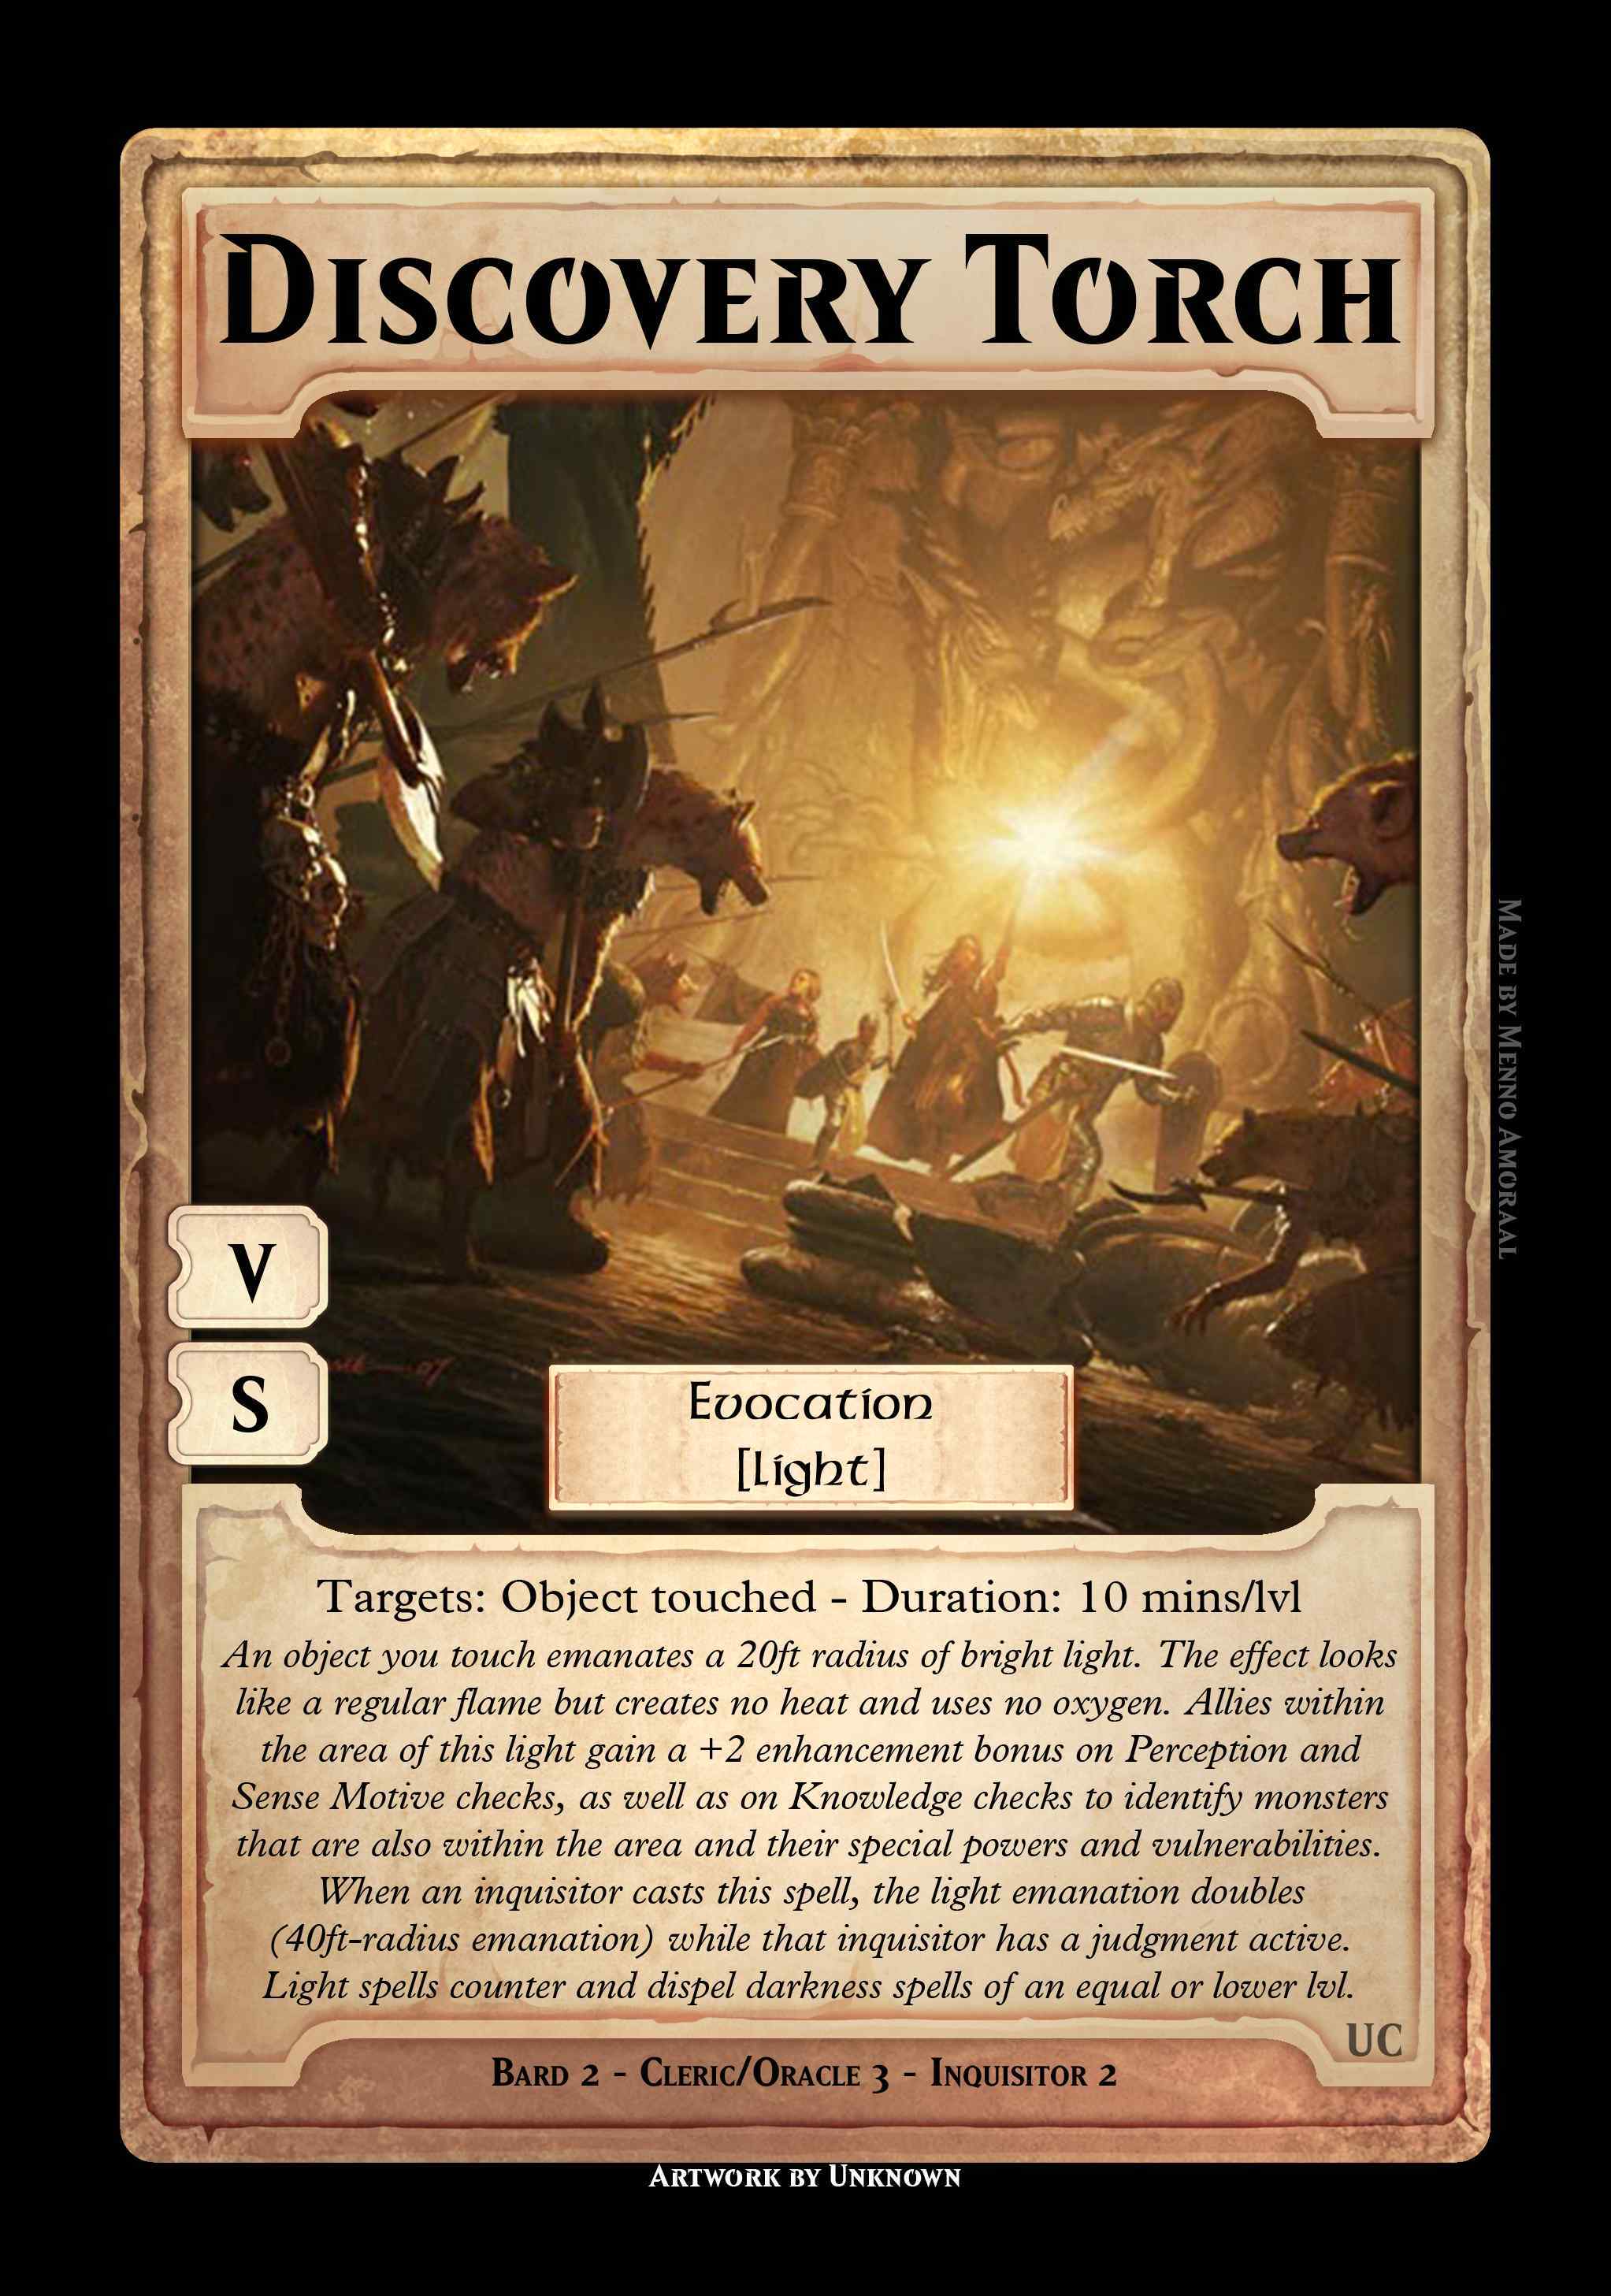 Discovery Torch
V
S
Evocation
[Light]
Targets: Object touched - Duration: 10 mins/lvl
An object you touch emanates a 20ft radius of bright light. The effect looks
like a regular flame but creates no heat and uses no oxygen. Allies within
the area of this light gain a +2 enhancement bonus on Perception and
Sense Motive checks, as well as on Knowledge checks to identify monsters
that are also within the area and their special powers and vulnerabilities.
When an inquisitor casts this spell, the light emanation doubles
(40ft-radius emanation) while that inquisitor has a judgment active.
Light spells counter and dispel darkness spells of an equal or lower lvl.
UC
Bard 2 - Cleric/Oracle 3 - Inquisitor 2
Artwork by Unknown
Made by Menno Amoraal